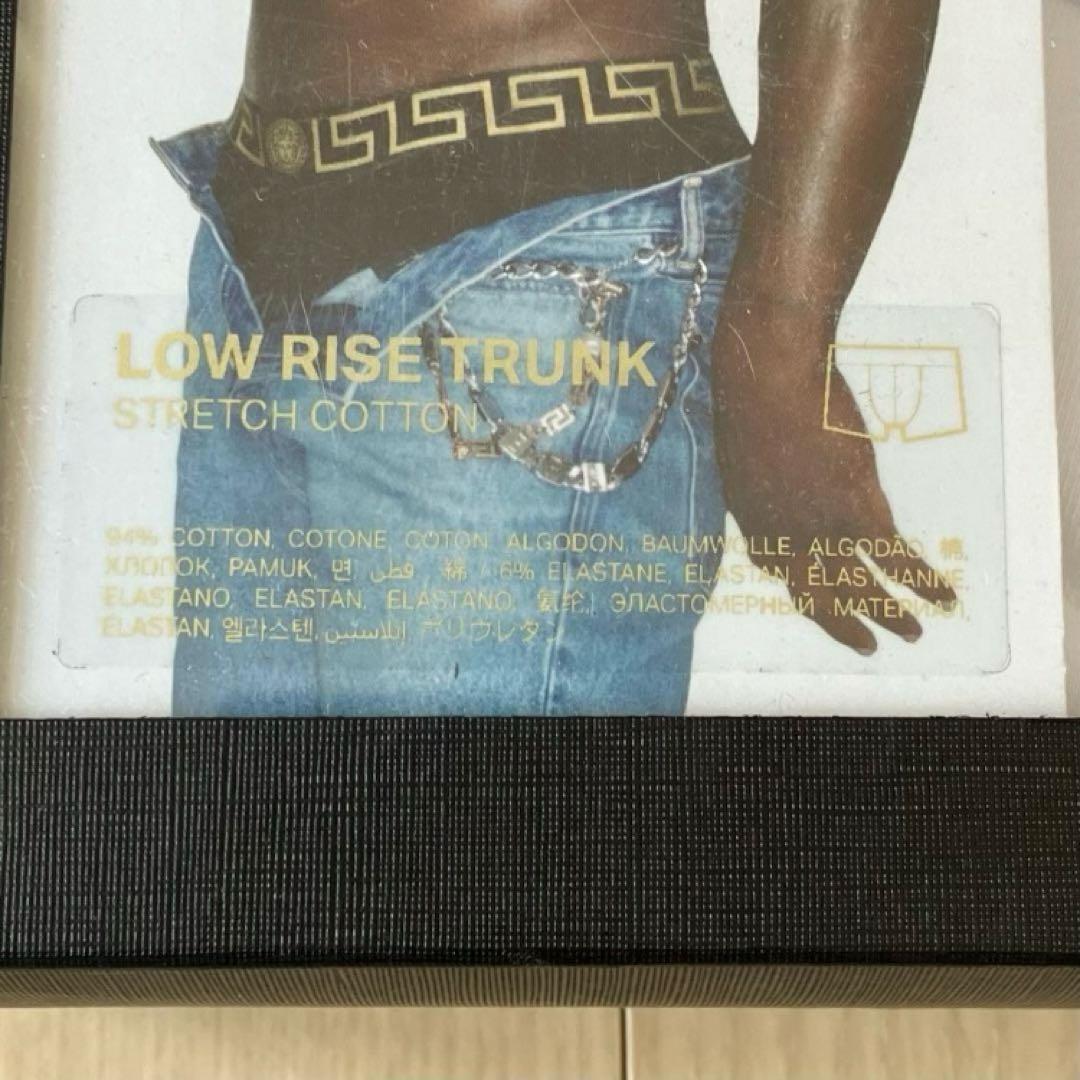 LOW RISE TRUNK
STRETCH COTTON
94% COTTON, COTONE, COTON, ALGODON, BAUMWOLLE, ALGODÃO, 棉,
ХЛОПОК, PAMUK, 면, قطن, 綿 / 6% ELASTANE, ELASTAN, ÉLASTHANNE,
ELASTANO, ELASTAN, ELASTANO, 氨纶, ЭЛАСТОМЕРНЫЙ МАТЕРИАЛ,
ELASTAN, 엘라스텐, إيلاستين, ポリウレタン